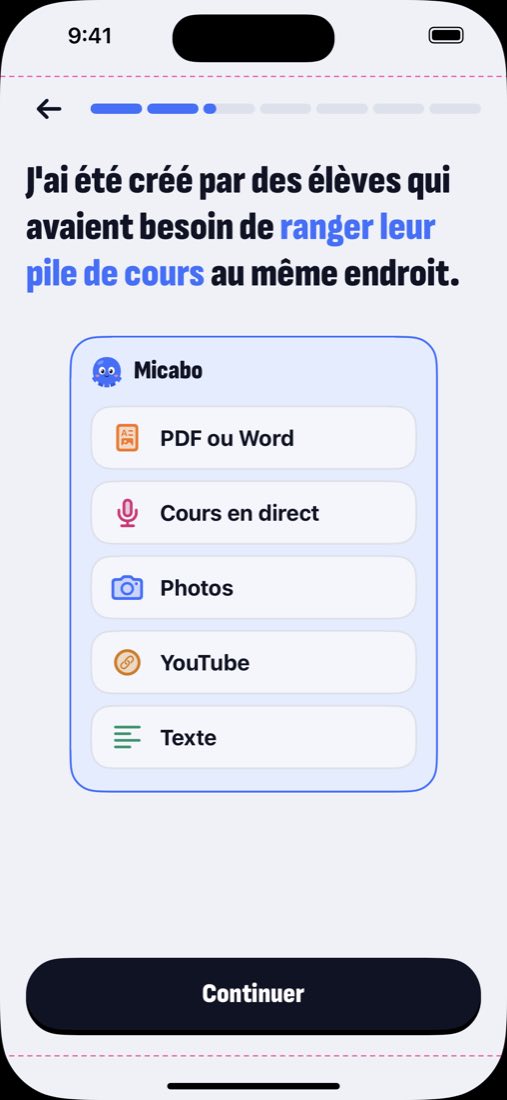 9:41
J'ai été créé par des élèves qui
avaient besoin de ranger leur
pile de cours au même endroit.
Micabo
PDF ou Word
Cours en direct
Photos
YouTube
Texte
Continuer